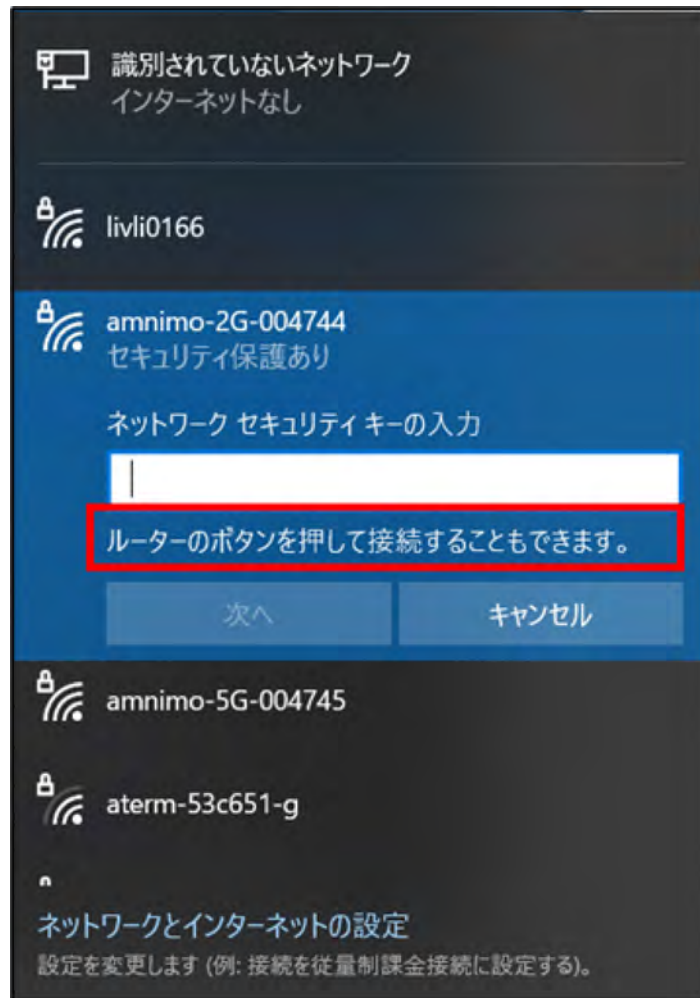 識別されていないネットワーク
インターネットなし
livli0166
amnimo-2G-004744
セキュリティ保護あり
ネットワーク セキュリティ キーの入力
ルーターのボタンを押して接続することもできます。
次へ
キャンセル
amnimo-5G-004745
aterm-53c651-g
ネットワークとインターネットの設定
設定を変更します (例: 接続を従量制課金接続に設定する)。